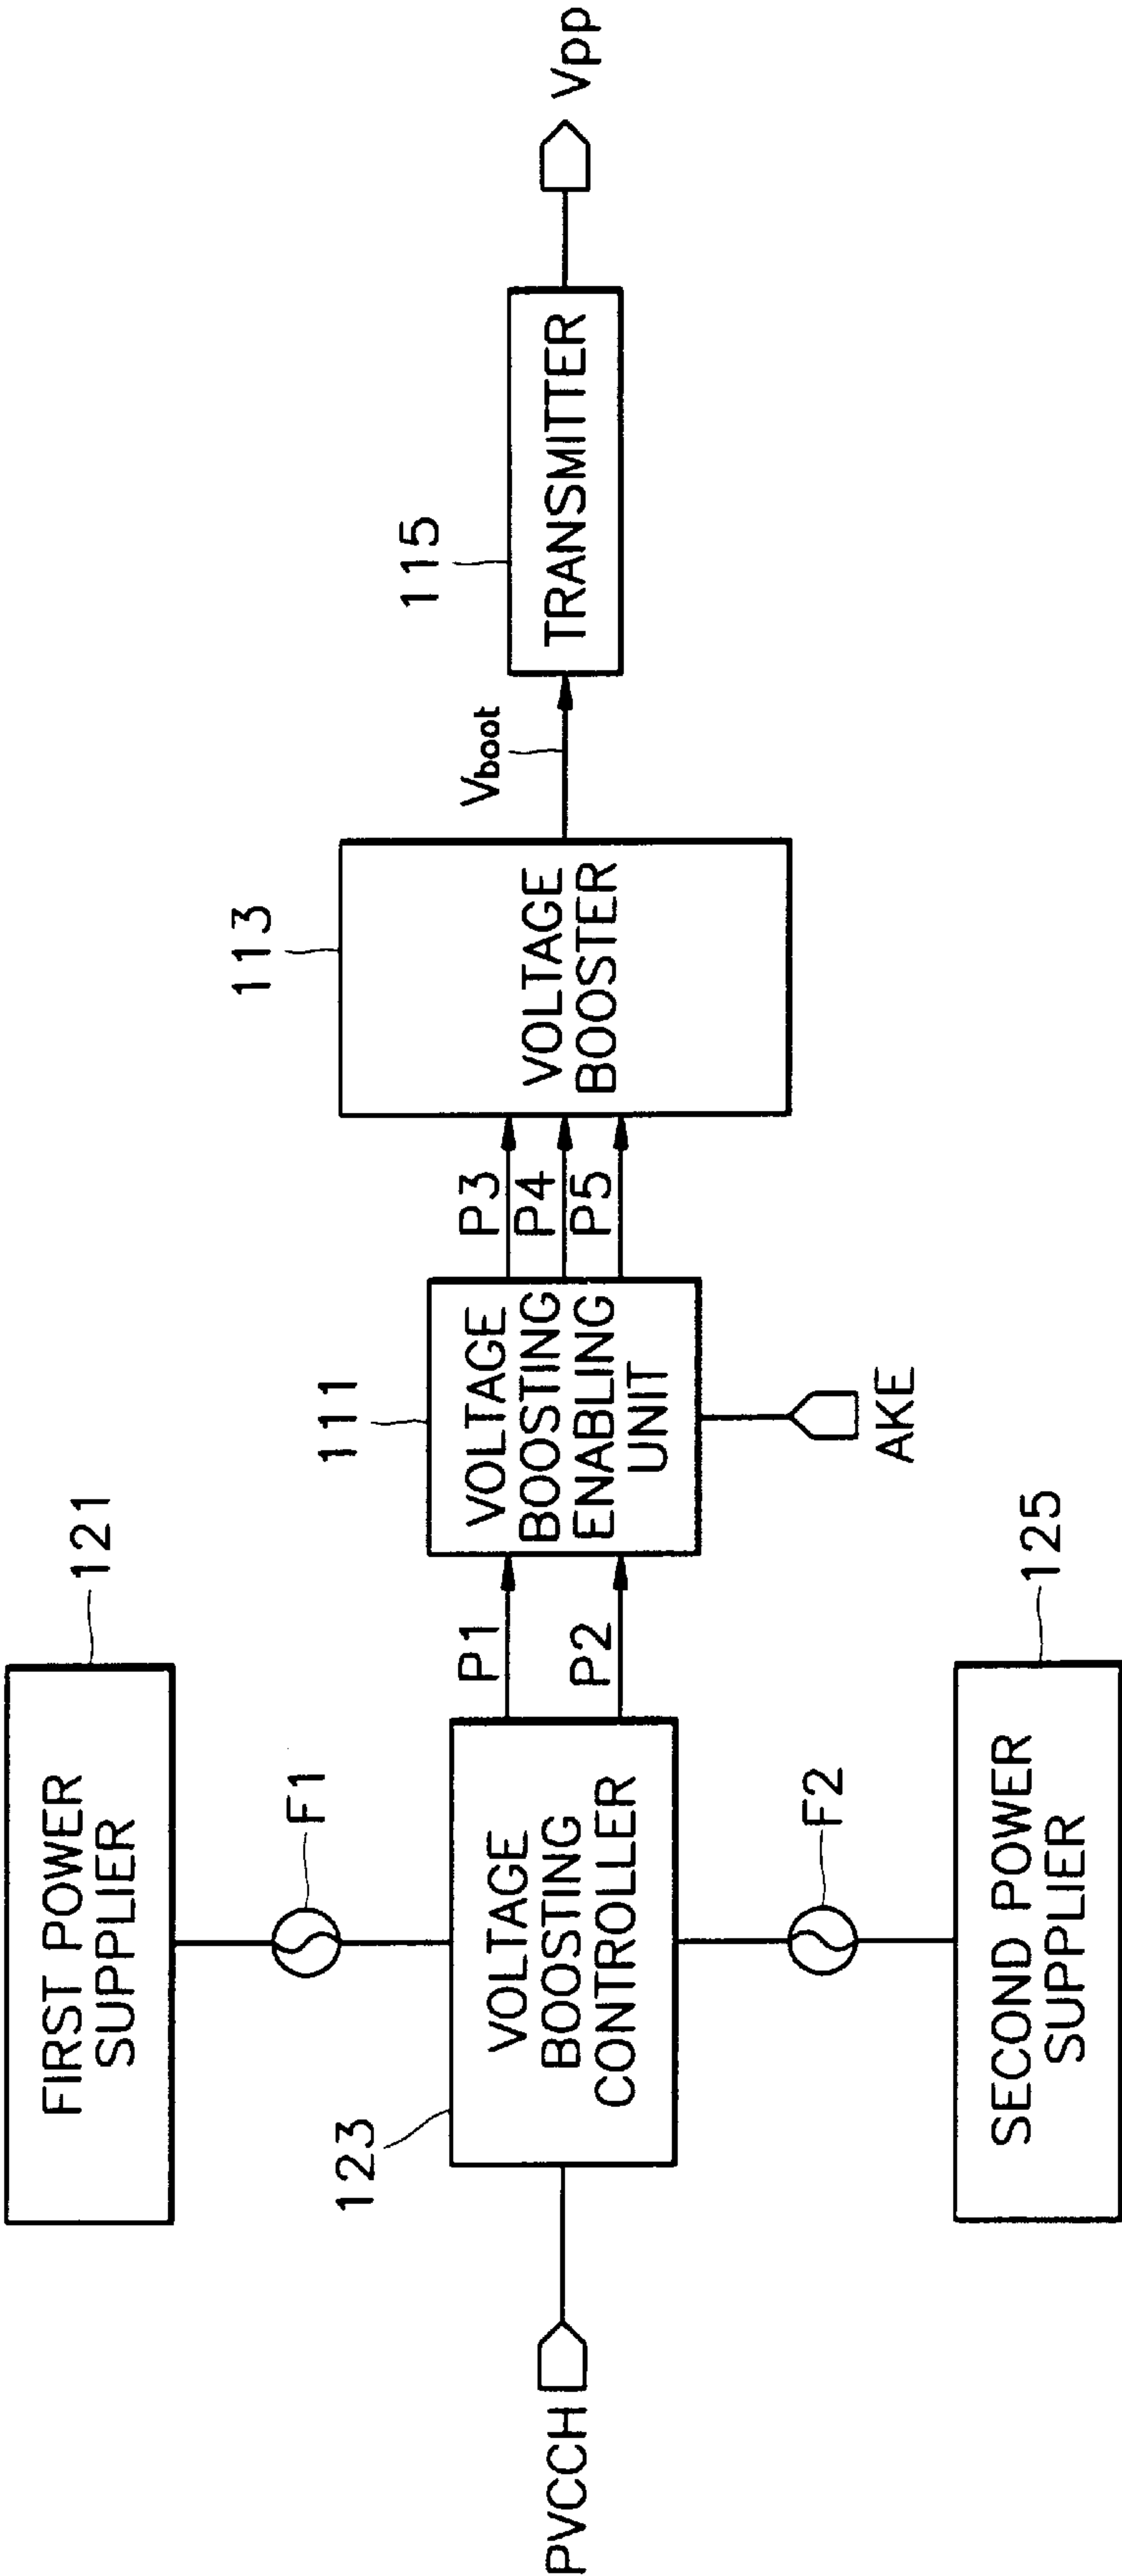 121
FIRST POWER
SUPPLIER
F1
123
VOLTAGE
BOOSTING
CONTROLLER
PVCCH
P1
P2
F2
125
SECOND POWER
SUPPLIER
111
VOLTAGE
BOOSTING
ENABLING
UNIT
AKE
P3
P4
P5
113
VOLTAGE
BOOSTER
Vboot
115
TRANSMITTER
Vpp